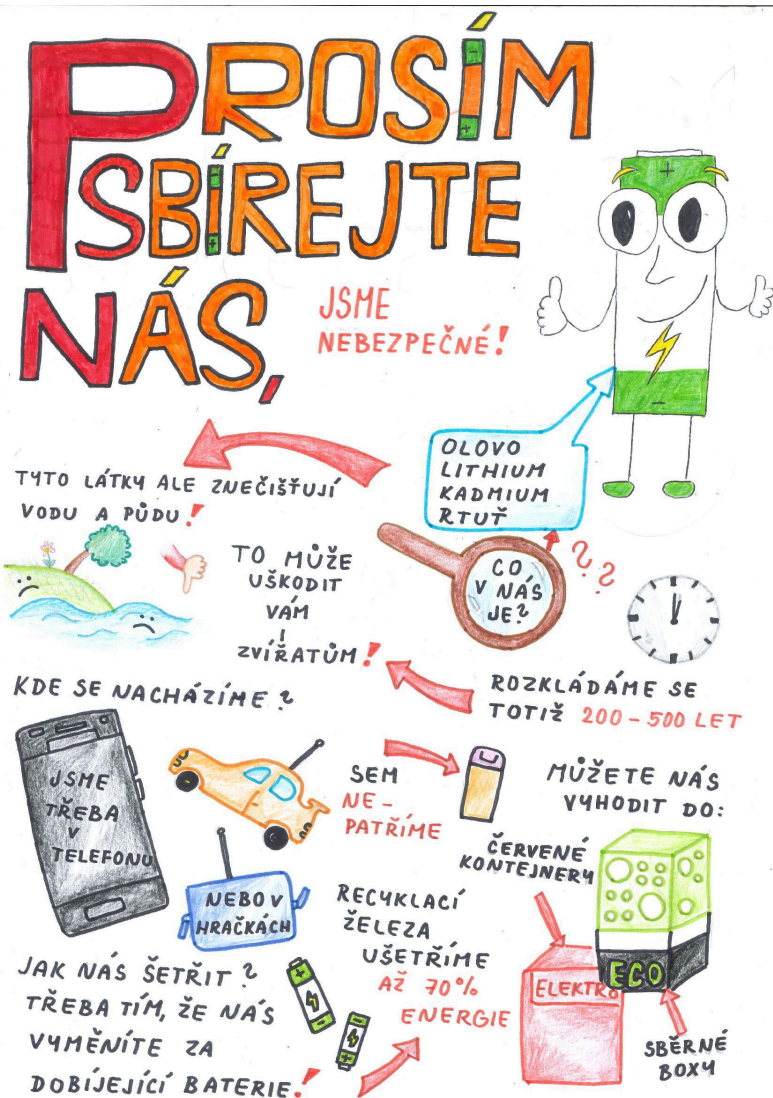 PROSÍM
SBÍREJTE
NÁS,
JSME
NEBEZPEČNÉ!
+
-
OLOVO
LITHIUM
KADMIUM
RTUŤ
TYTO LÁTKY ALE ZNEČIŠŤUJÍ
VODU A PŮDU!
CO
V NÁS
JE?
??
TO MŮŽE
UŠKODIT
VÁM
I
ZVÍŘATŮM!
ROZKLÁDÁME SE
TOTIŽ 200 - 500 LET
KDE SE NACHÁZÍME?
JSME
TŘEBA
V
TELEFONU
NEBO V
HRAČKÁCH
SEM
NE-
PATŘÍME
MŮŽETE NÁS
VYHODIT DO:
ČERVENÉ
KONTEJNERY
ELEKTRO
ECO
SBĚRNÉ
BOXY
RECYKLACÍ
ŽELEZA
UŠETŘÍME
AŽ 70%
ENERGIE
JAK NÁS ŠETŘIT?
TŘEBA TÍM, ŽE NÁS
VYMĚNÍTE ZA
DOBÍJEJÍCÍ BATERIE!